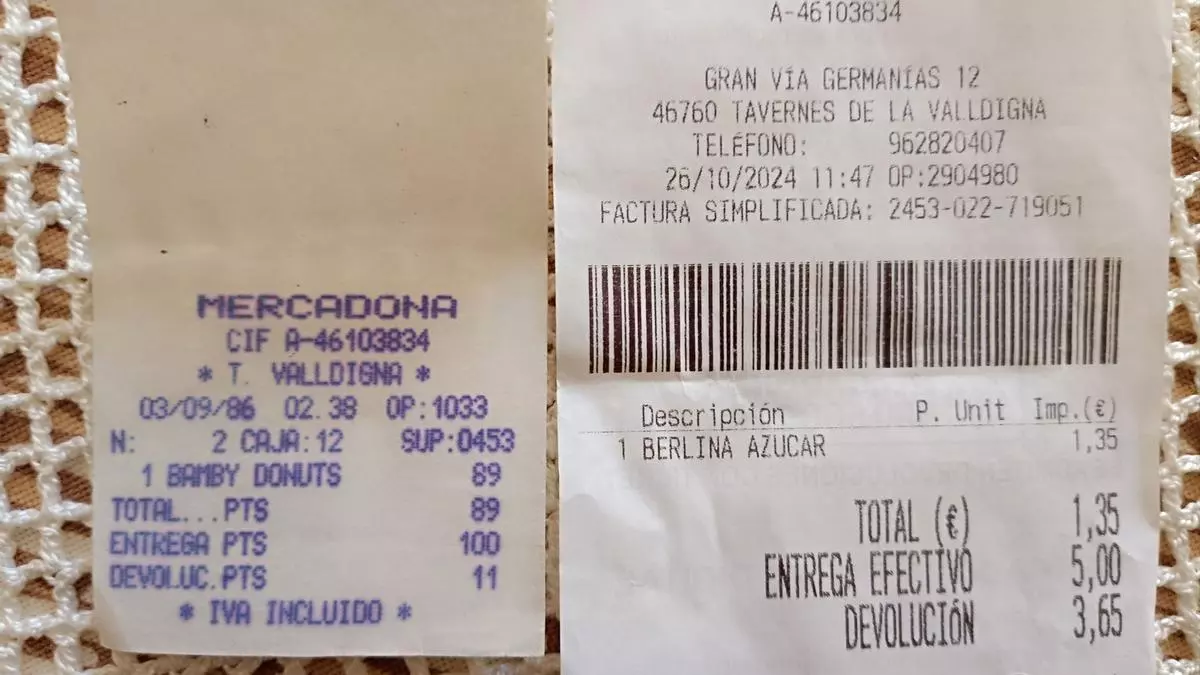 MERCADONA
CIF A-46103834
* T. VALLDIGNA *
03/09/86 02.38 OP:1033
N: 2 CAJA:12 SUP:0453
1 BAMBY DONUTS 89
TOTAL...PTS 89
ENTREGA PTS 100
DEVOLUC.PTS 11
* IVA INCLUIDO *
A-46103834
GRAN VÍA GERMANÍAS 12
46760 TAVERNES DE LA VALLDIGNA
TELÉFONO: 962820407
26/10/2024 11:47 OP:2904980
FACTURA SIMPLIFICADA: 2453-022-719051
Descripción P. Unit Imp.(€)
1 BERLINA AZUCAR 1,35
TOTAL (€) 1,35
ENTREGA EFECTIVO 5,00
DEVOLUCIÓN 3,65